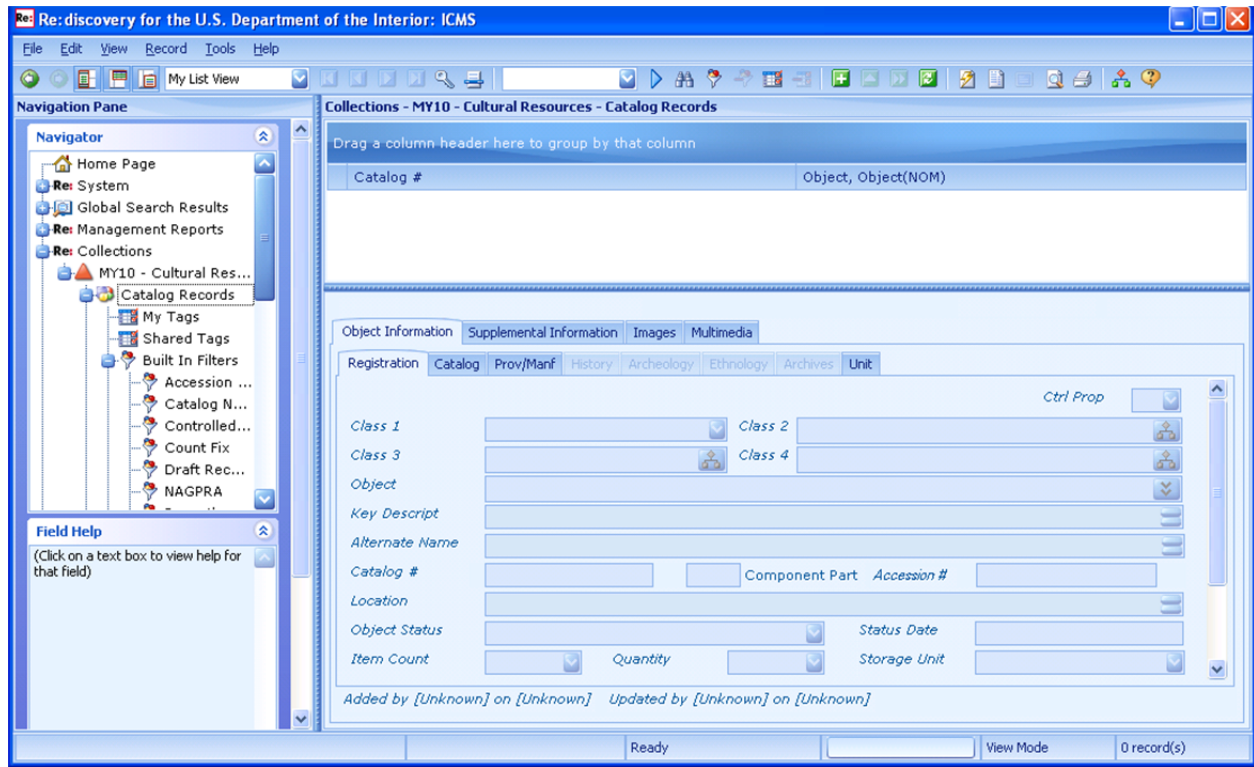 Re: Re:discovery for the U.S. Department of the Interior: ICMS
File Edit View Record Tools Help
My List View
Navigation Pane
Navigator
Home Page
Re: System
Global Search Results
Re: Management Reports
Re: Collections
MY10 - Cultural Res...
Catalog Records
My Tags
Shared Tags
Built In Filters
Accession ...
Catalog N...
Controlled...
Count Fix
Draft Rec...
NAGPRA
Field Help
(Click on a text box to view help for
that field)
Collections - MY10 - Cultural Resources - Catalog Records
Drag a column header here to group by that column
Catalog # Object, Object(NOM)
Object Information Supplemental Information Images Multimedia
Registration Catalog Prov/Manf History Archeology Ethnology Archives Unit
Ctrl Prop
Class 1 Class 2
Class 3 Class 4
Object
Key Descript
Alternate Name
Catalog # Component Part Accession #
Location
Object Status Status Date
Item Count Quantity Storage Unit
Added by [Unknown] on [Unknown] Updated by [Unknown] on [Unknown]
Ready View Mode 0 record(s)